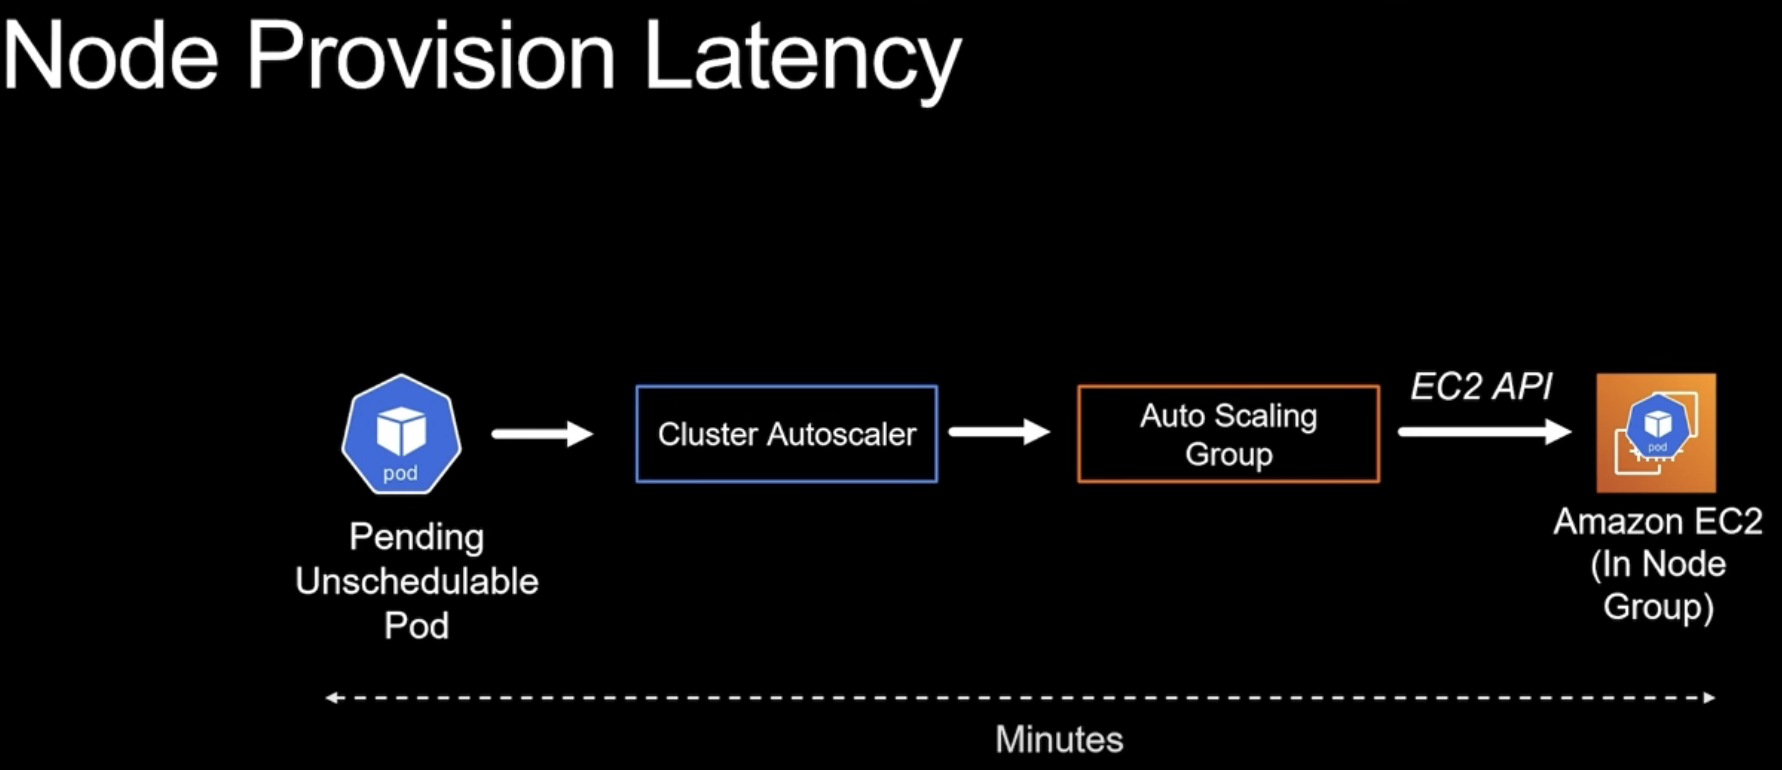 Node Provision Latency
pod
Pending
Unschedulable
Pod
Cluster Autoscaler
Auto Scaling
Group
EC2 API
pod
Amazon EC2
(In Node
Group)
Minutes